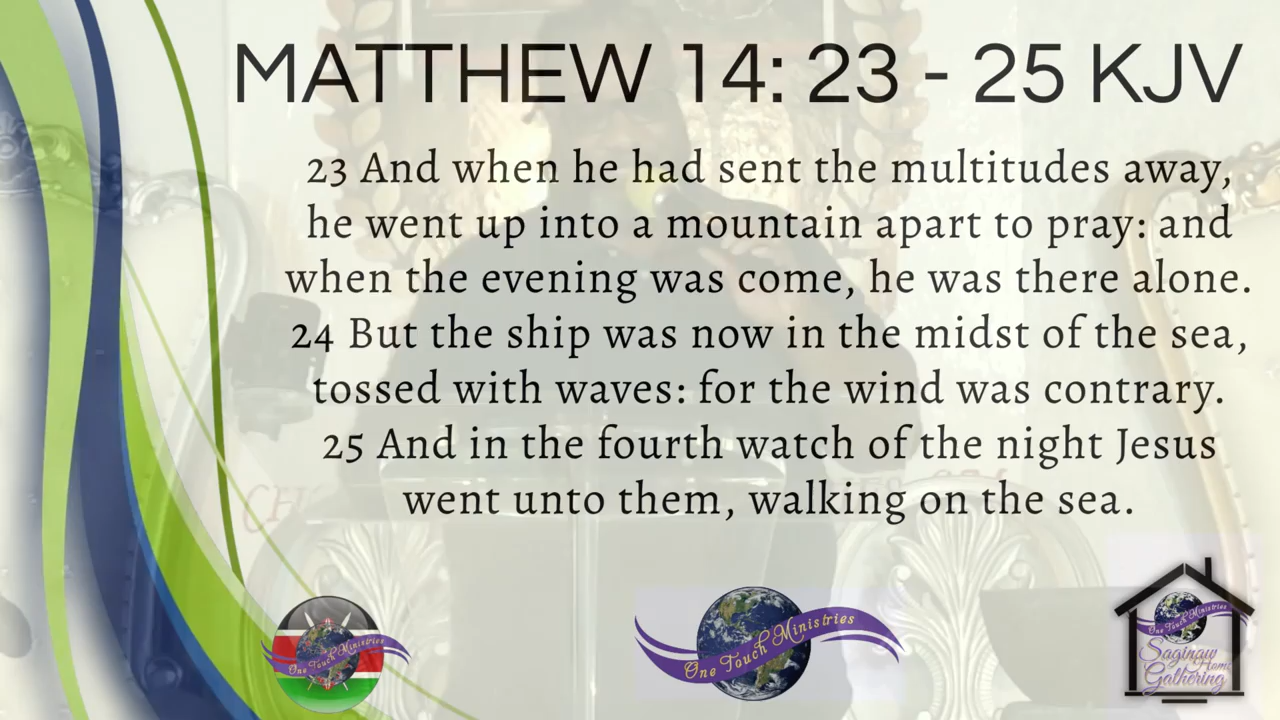 MATTHEW 14: 23 - 25 KJV
23 And when he had sent the multitudes away,
he went up into a mountain apart to pray: and
when the evening was come, he was there alone.
24 But the ship was now in the midst of the sea,
tossed with waves: for the wind was contrary.
25 And in the fourth watch of the night Jesus
went unto them, walking on the sea.
One Touch Ministries
One Touch Ministries
One Touch Ministries
Saginaw
Home
Gathering